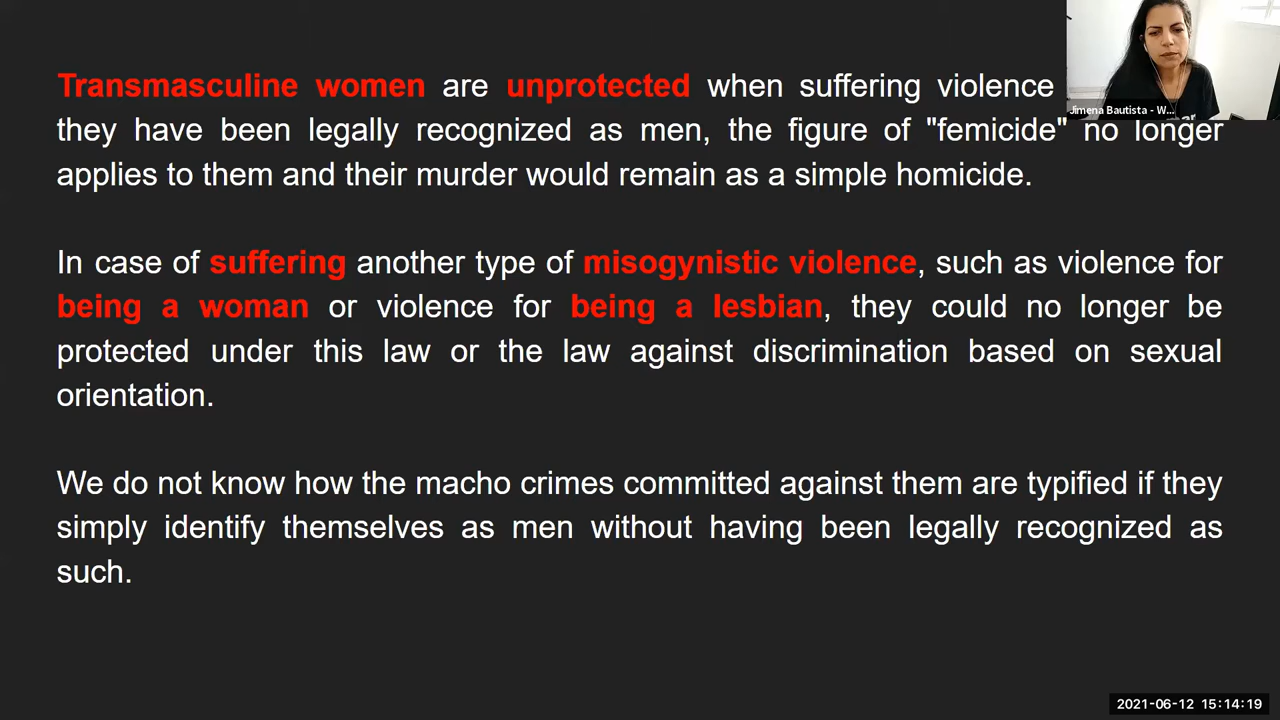 Transmasculine women are unprotected when suffering violence
they have been legally recognized as men, the figure of "femicide" no longer
applies to them and their murder would remain as a simple homicide.
In case of suffering another type of misogynistic violence, such as violence for
being a woman or violence for being a lesbian, they could no longer be
protected under this law or the law against discrimination based on sexual
orientation.
We do not know how the macho crimes committed against them are typified if they
simply identify themselves as men without having been legally recognized as
such.
Jimena Bautista - W...
2021-06-12 15:14:19